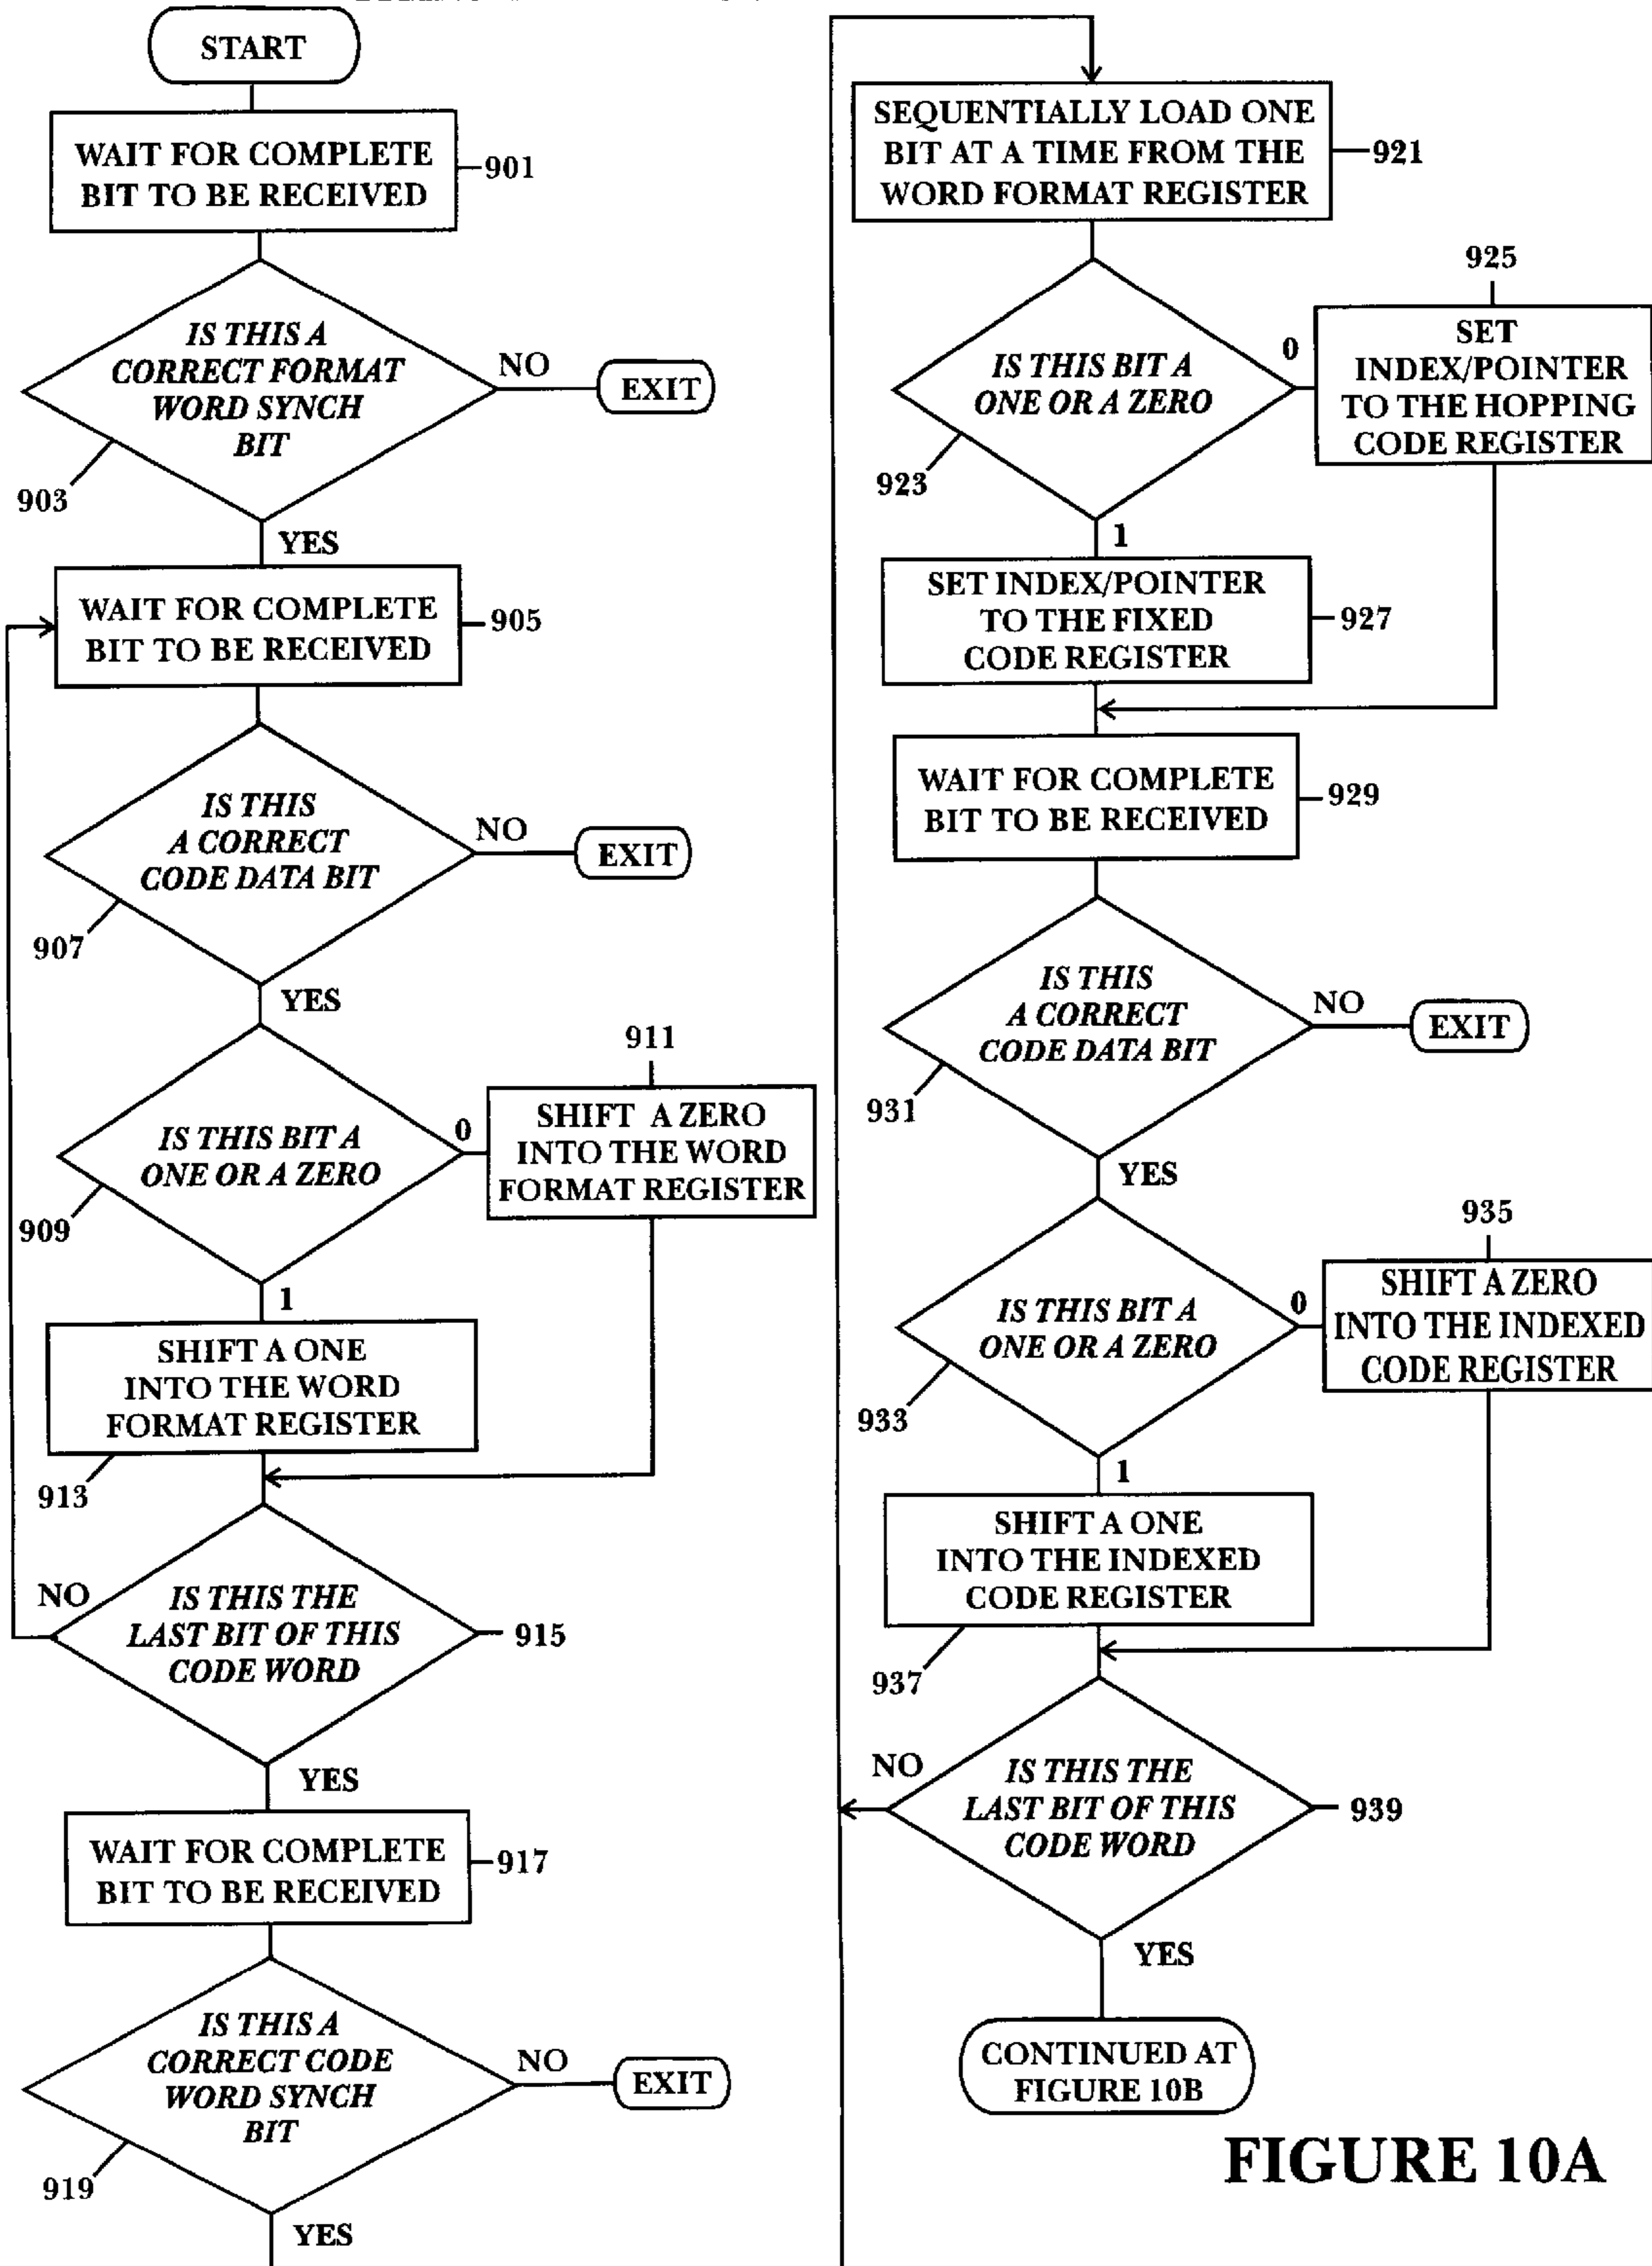 START
WAIT FOR COMPLETE
BIT TO BE RECEIVED
901
IS THIS A
CORRECT FORMAT
WORD SYNCH
BIT
NO
EXIT
903
YES
WAIT FOR COMPLETE
BIT TO BE RECEIVED
905
IS THIS
A CORRECT
CODE DATA BIT
NO
EXIT
907
YES
911
IS THIS BIT A
ONE OR A ZERO
0
SHIFT A ZERO
INTO THE WORD
FORMAT REGISTER
909
1
SHIFT A ONE
INTO THE WORD
FORMAT REGISTER
913
NO
IS THIS THE
LAST BIT OF THIS
CODE WORD
915
YES
WAIT FOR COMPLETE
BIT TO BE RECEIVED
917
IS THIS A
CORRECT CODE
WORD SYNCH
BIT
NO
EXIT
919
YES
SEQUENTIALLY LOAD ONE
BIT AT A TIME FROM THE
WORD FORMAT REGISTER
921
925
IS THIS BIT A
ONE OR A ZERO
0
SET
INDEX/POINTER
TO THE HOPPING
CODE REGISTER
923
1
SET INDEX/POINTER
TO THE FIXED
CODE REGISTER
927
WAIT FOR COMPLETE
BIT TO BE RECEIVED
929
IS THIS
A CORRECT
CODE DATA BIT
NO
EXIT
931
YES
935
IS THIS BIT A
ONE OR A ZERO
0
SHIFT A ZERO
INTO THE INDEXED
CODE REGISTER
933
1
SHIFT A ONE
INTO THE INDEXED
CODE REGISTER
937
NO
IS THIS THE
LAST BIT OF THIS
CODE WORD
939
YES
CONTINUED AT
FIGURE 10B
FIGURE 10A